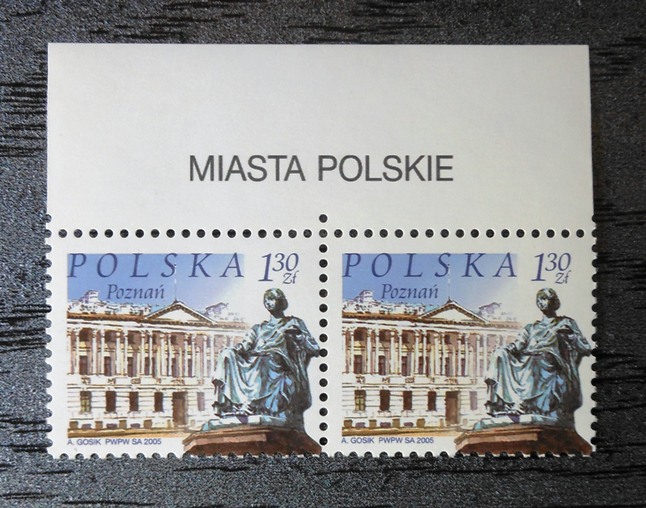 MIASTA POLSKIE
POLSKA 1 30 Zł
Poznań
A. GOSIK PWPW SA 2005
POLSKA 1 30 Zł
Poznań
A. GOSIK PWPW SA 2005